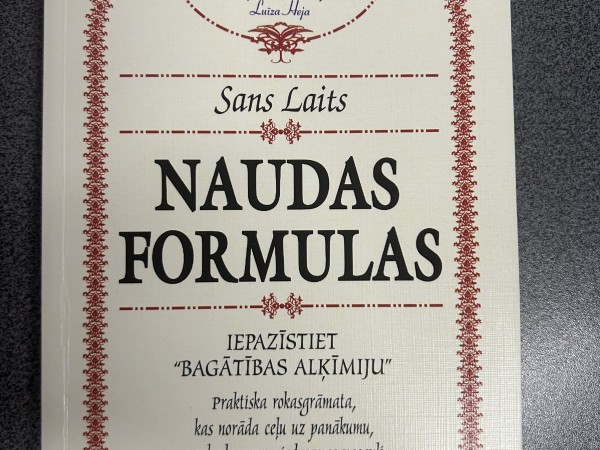 Luīza Heja
Sans Laits
NAUDAS
FORMULAS
IEPAZĪSTIET
“BAGĀTĪBAS ALĶĪMIJU”
Praktiska rokasgrāmata,
kas norāda ceļu uz panākumu,